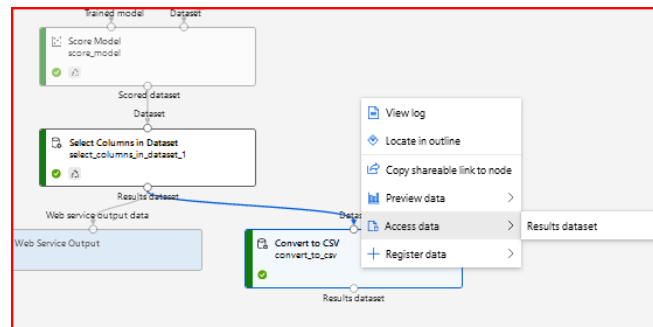 Trained model Dataset
Score Model
score_model
Scored dataset
Dataset
Select Columns in Dataset
select_columns_in_dataset_1
Results dataset
Web service output data
Web Service Output
Datas
Convert to CSV
convert_to_csv
Results dataset
View log
Locate in outline
Copy shareable link to node
Preview data
Access data
Results dataset
Register data